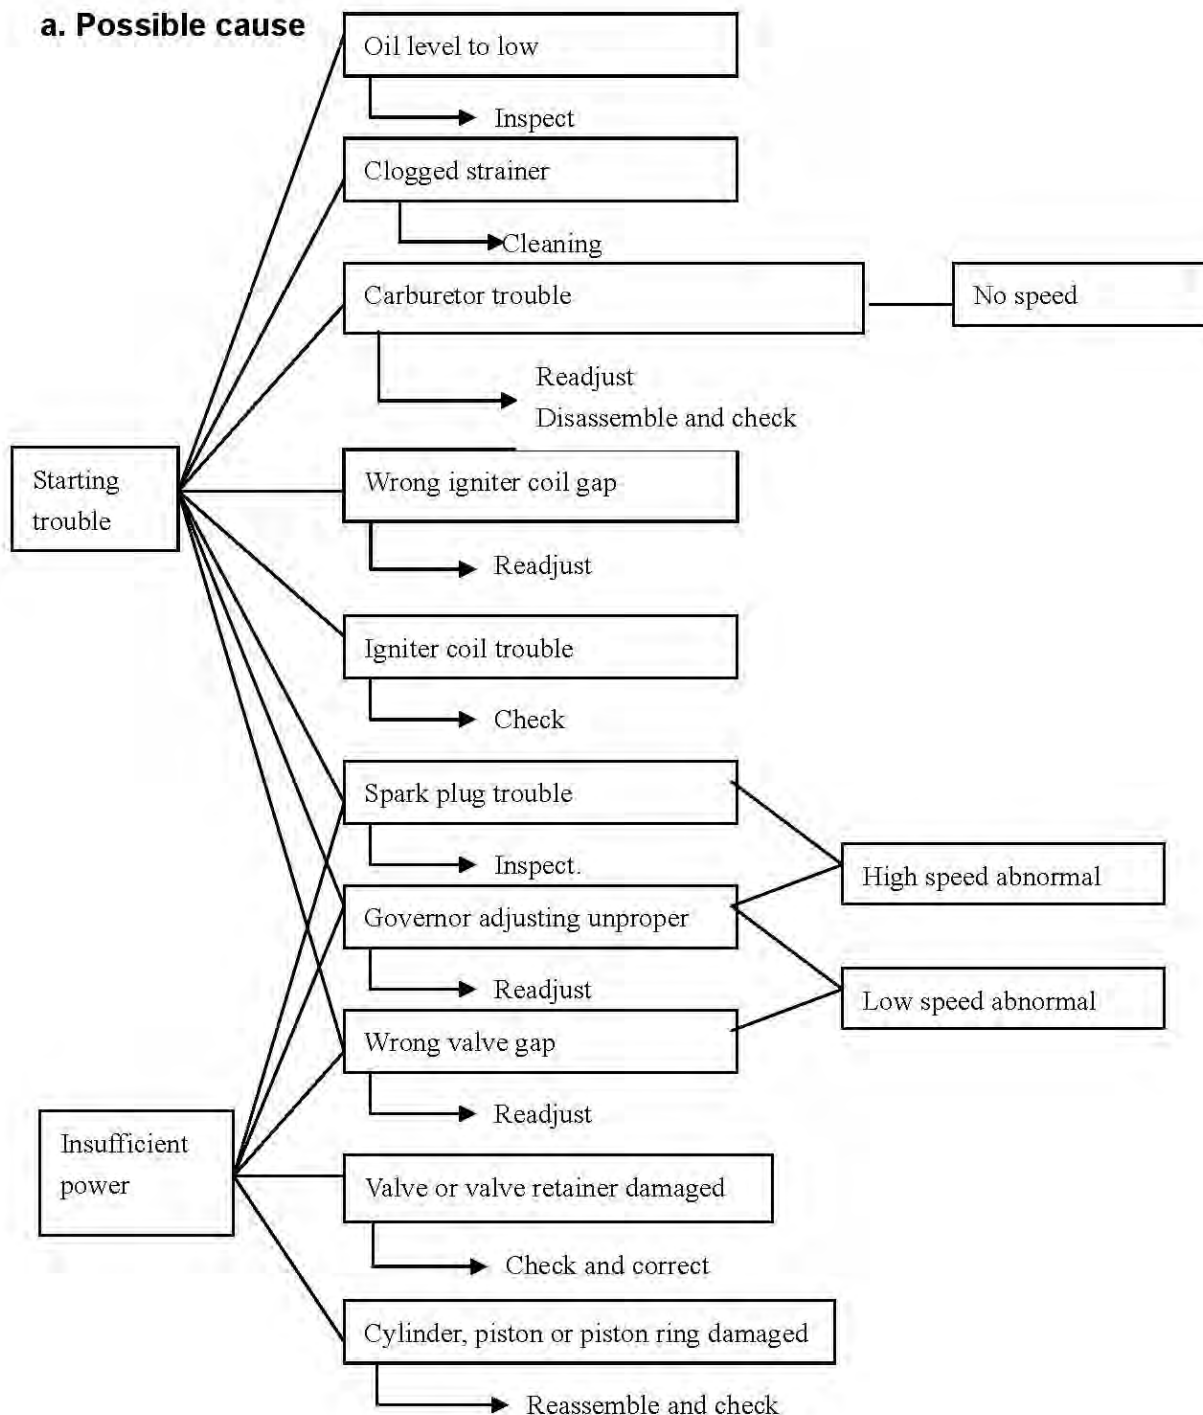 a. Possible cause
Oil level to low
Inspect
Clogged strainer
Cleaning
Carburetor trouble
No speed
Readjust
Disassemble and check
Starting
trouble
Wrong igniter coil gap
Readjust
Igniter coil trouble
Check
Spark plug trouble
Inspect.
High speed abnormal
Governor adjusting unproper
Readjust
Low speed abnormal
Wrong valve gap
Readjust
Insufficient
power
Valve or valve retainer damaged
Check and correct
Cylinder, piston or piston ring damaged
Reassemble and check